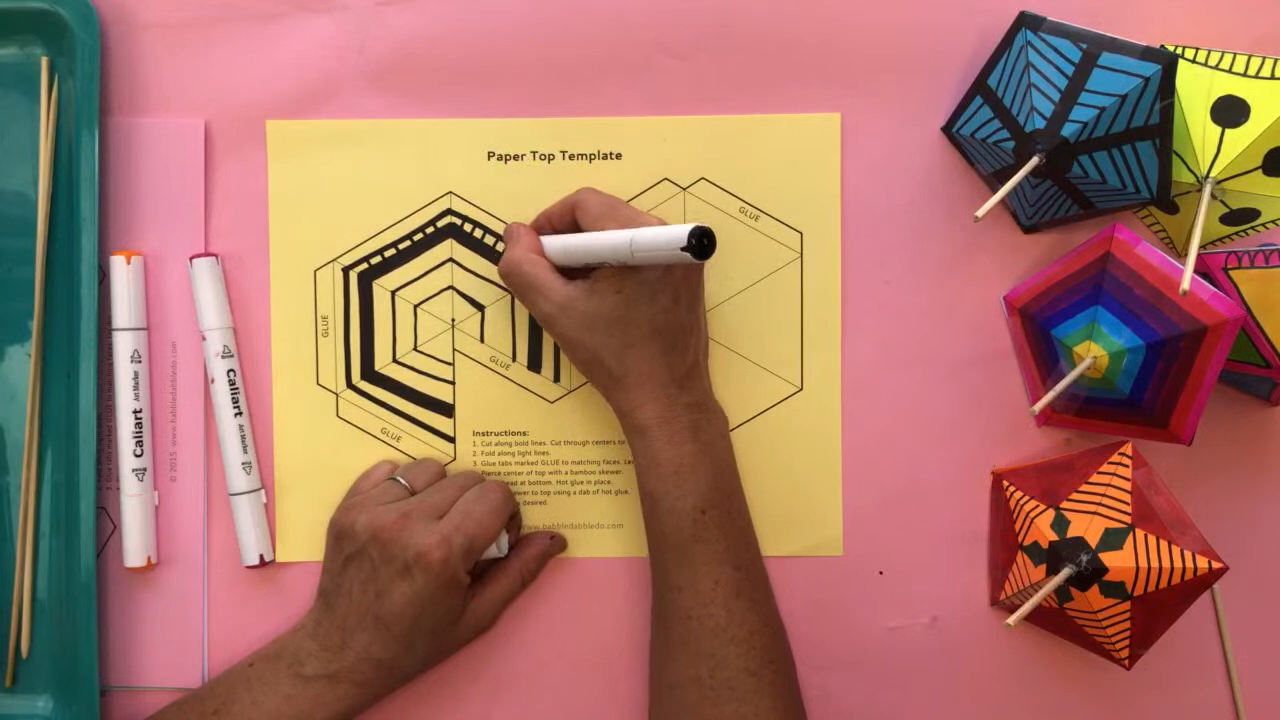 Paper Top Template
GLUE
GLUE
GLUE
GLUE
Instructions:
1. Cut along bold lines. Cut through centers
2. Fold along light lines.
3. Glue tabs marked GLUE to matching faces.
Pierce center of top with a bamboo skewer.
at bottom. Hot glue in place.
to top using a dab of hot glue.
desired.
www.babbledabbledo.com
Caliart Art Marker
Caliart Art Marker
© 2015 www.babbledabbledo.com